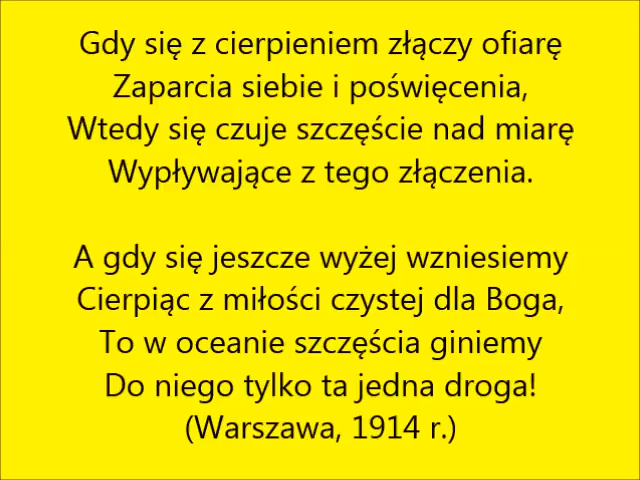 Gdy się z cierpieniem złączy ofiarę
Zaparcia siebie i poświęcenia,
Wtedy się czuje szczęście nad miarę
Wypływające z tego złączenia.
A gdy się jeszcze wyżej wzniesiemy
Cierpiąc z miłości czystej dla Boga,
To w oceanie szczęścia giniemy
Do niego tylko ta jedna droga!
(Warszawa, 1914 r.)